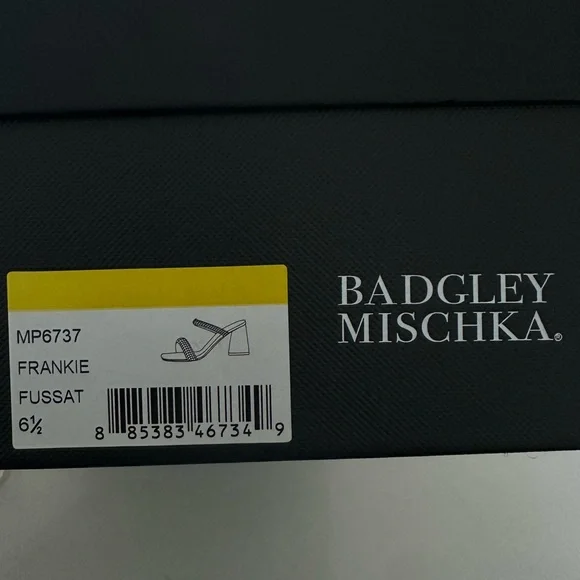 MP6737
FRANKIE
FUSSAT
6½
8 85383 46734 9
BADGLEY
MISCHKA®